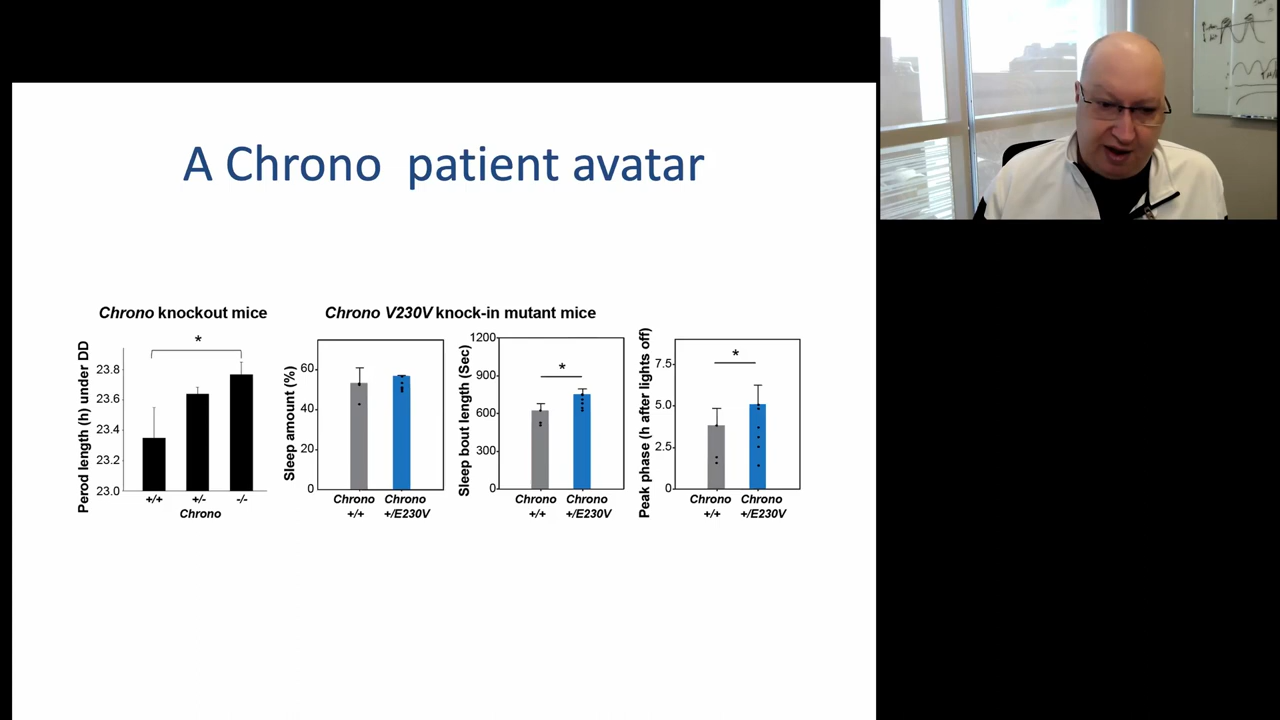 A Chrono patient avatar
Chrono knockout mice
Chrono V230V knock-in mutant mice
Perod length (h) under DD
23.8
23.6
23.4
23.2
23.0
*
+/+
+/-
-/-
Chrono
Sleep amount (%)
60
40
20
0
Chrono
+/+
Chrono
+/E230V
Sleep bout length (Sec)
1200
900
600
300
0
*
Chrono
+/+
Chrono
+/E230V
Peak phase (h after lights off)
7.5
5.0
2.5
0
*
Chrono
+/+
Chrono
+/E230V